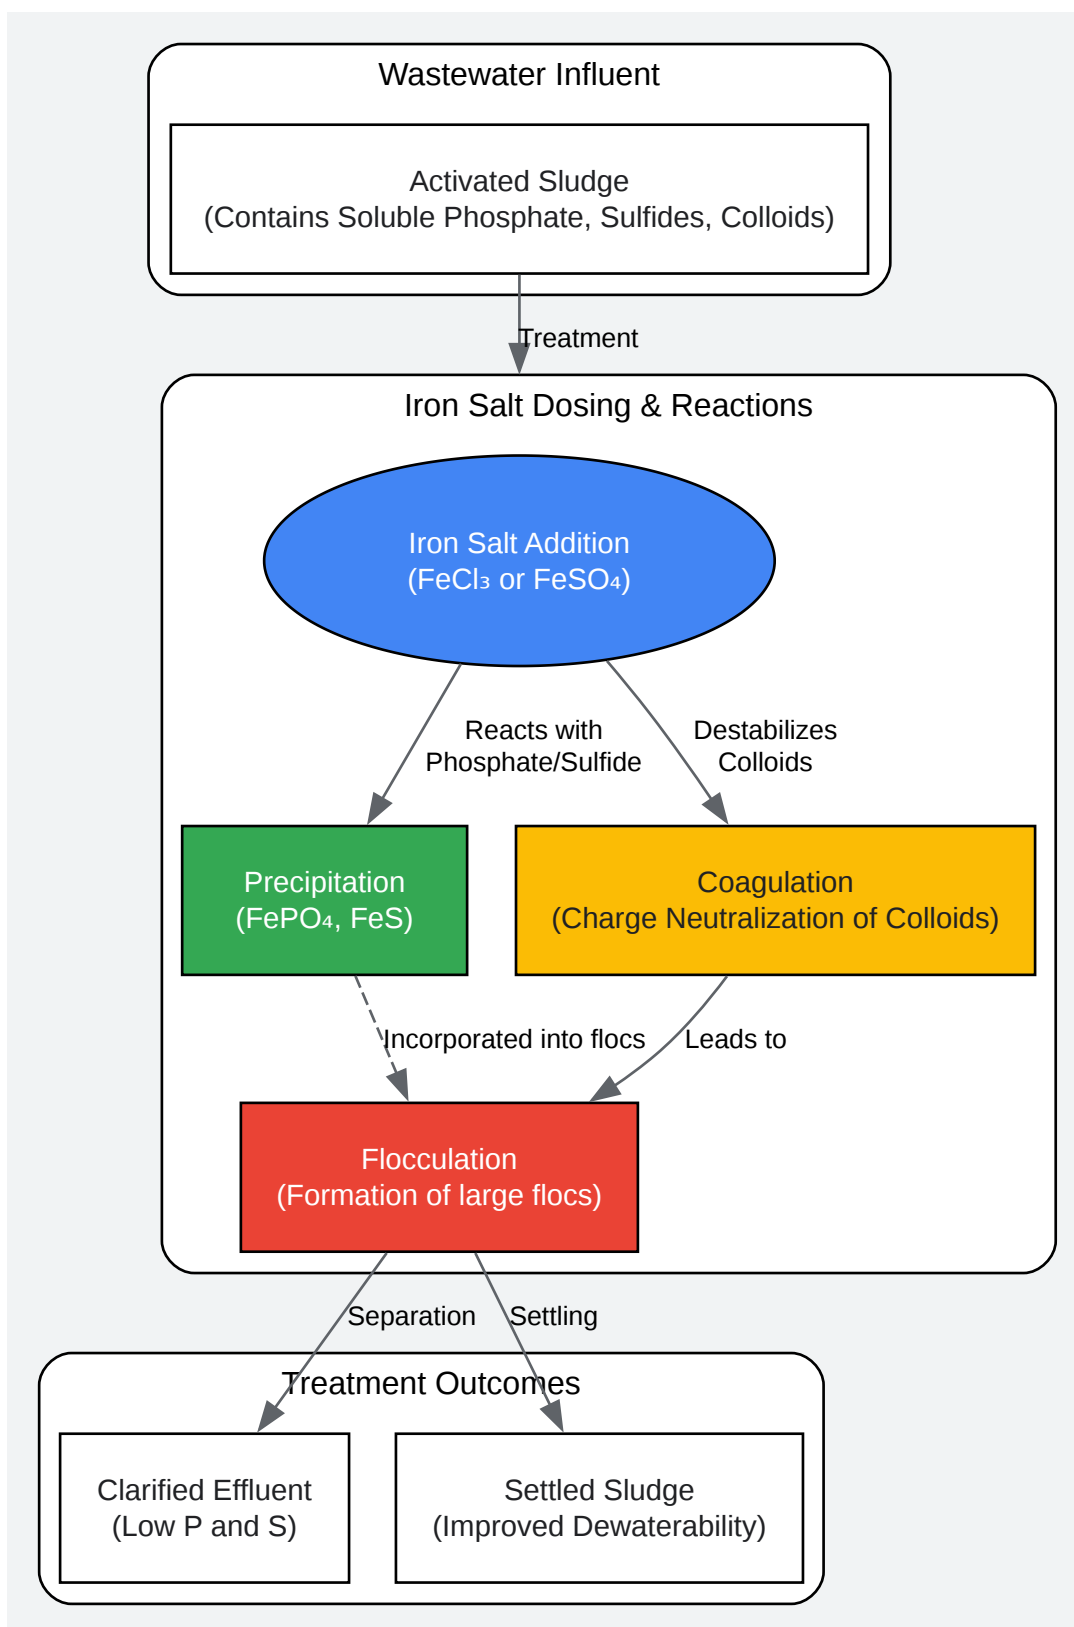 Wastewater Influent
Activated Sludge
(Contains Soluble Phosphate, Sulfides, Colloids)
Treatment
Iron Salt Dosing & Reactions
Iron Salt Addition
(FeCl₃ or FeSO₄)
Reacts with
Phosphate/Sulfide
Destabilizes
Colloids
Precipitation
(FePO₄, FeS)
Coagulation
(Charge Neutralization of Colloids)
Incorporated into flocs
Leads to
Flocculation
(Formation of large flocs)
Separation
Settling
Treatment Outcomes
Clarified Effluent
(Low P and S)
Settled Sludge
(Improved Dewaterability)